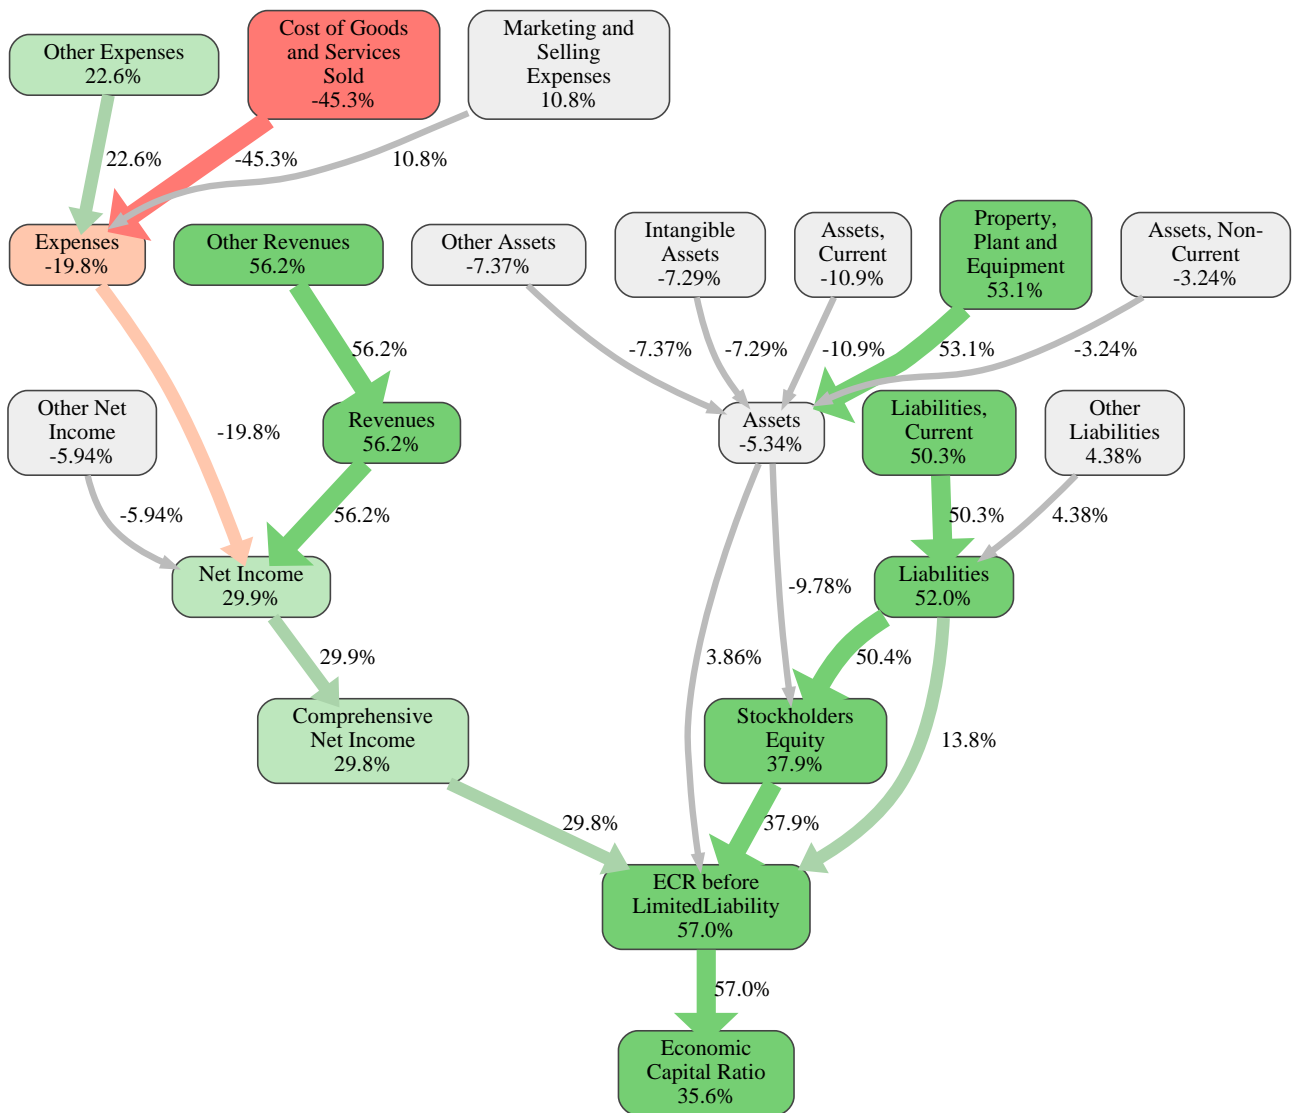 Other Expenses
22.6%
Cost of Goods
and Services
Sold
-45.3%
Marketing and
Selling
Expenses
10.8%
22.6%
-45.3%
10.8%
Expenses
-19.8%
Other Revenues
56.2%
Other Assets
-7.37%
Intangible
Assets
-7.29%
Assets,
Current
-10.9%
Property,
Plant and
Equipment
53.1%
Assets, Non-
Current
-3.24%
56.2%
-7.37%
-7.29%
-10.9%
53.1%
-3.24%
Other Net
Income
-5.94%
-19.8%
Revenues
56.2%
Assets
-5.34%
Liabilities,
Current
50.3%
Other
Liabilities
4.38%
-5.94%
56.2%
50.3%
4.38%
Net Income
29.9%
-9.78%
Liabilities
52.0%
29.9%
3.86%
50.4%
Comprehensive
Net Income
29.8%
Stockholders
Equity
37.9%
13.8%
29.8%
37.9%
ECR before
LimitedLiability
57.0%
57.0%
Economic
Capital Ratio
35.6%